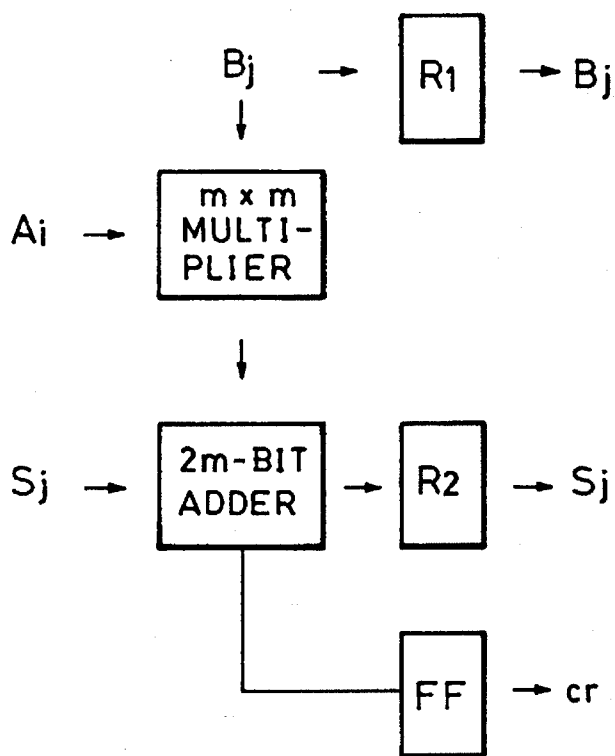 Bj
R1
Bj
Ai
m x m
MULTI-
PLIER
Sj
2m-BIT
ADDER
R2
Sj
FF
cr